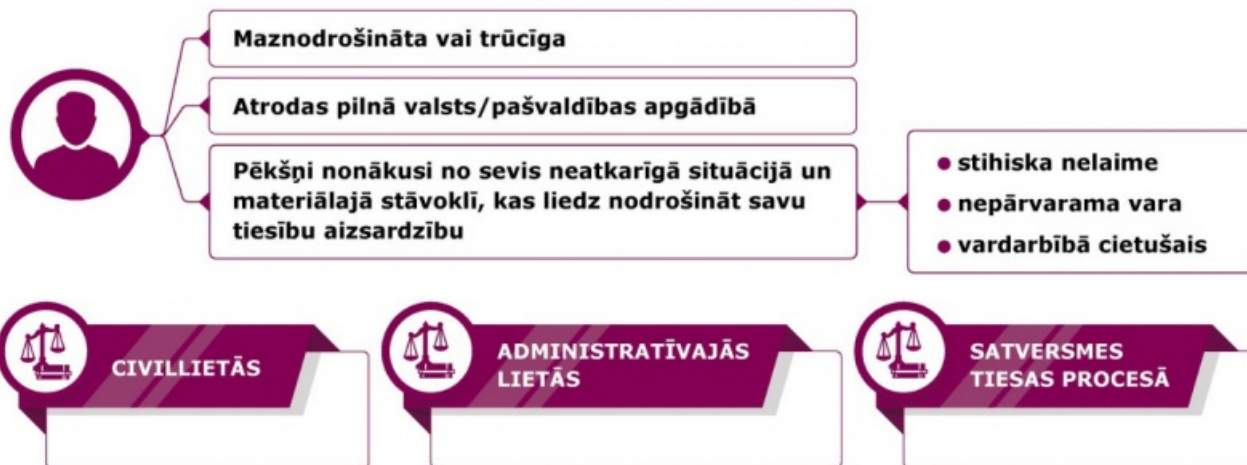 Maznodrošināta vai trūcīga
Atrodas pilnā valsts/pašvaldības apgādībā
Pēkšņi nonākusi no sevis neatkarīgā situācijā un
materiālajā stāvoklī, kas liedz nodrošināt savu
tiesību aizsardzību
• stihiska nelaime
• nepārvarama vara
• vardarbībā cietušais
CIVILLIETĀS
ADMINISTRATĪVAJĀS
LIETĀS
SATVERSMES
TIESAS PROCESĀ